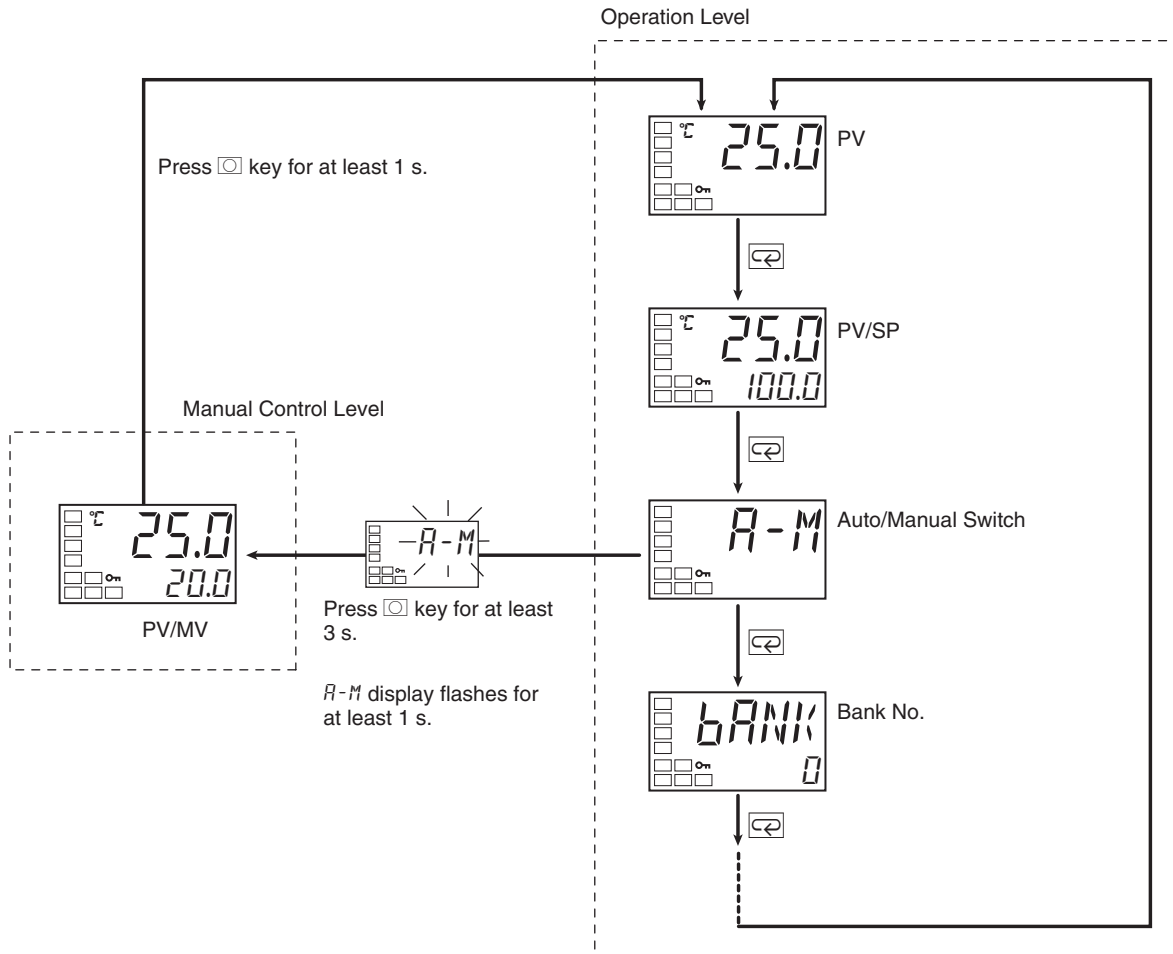 Operation Level
Press key for at least 1 s.
℃ 25.0
PV
℃ 25.0
100.0
PV/SP
Manual Control Level
℃ 25.0
20.0
PV/MV
A-M
Press key for at least
3 s.
A-M display flashes for
at least 1 s.
A-M
Auto/Manual Switch
bANK
0
Bank No.